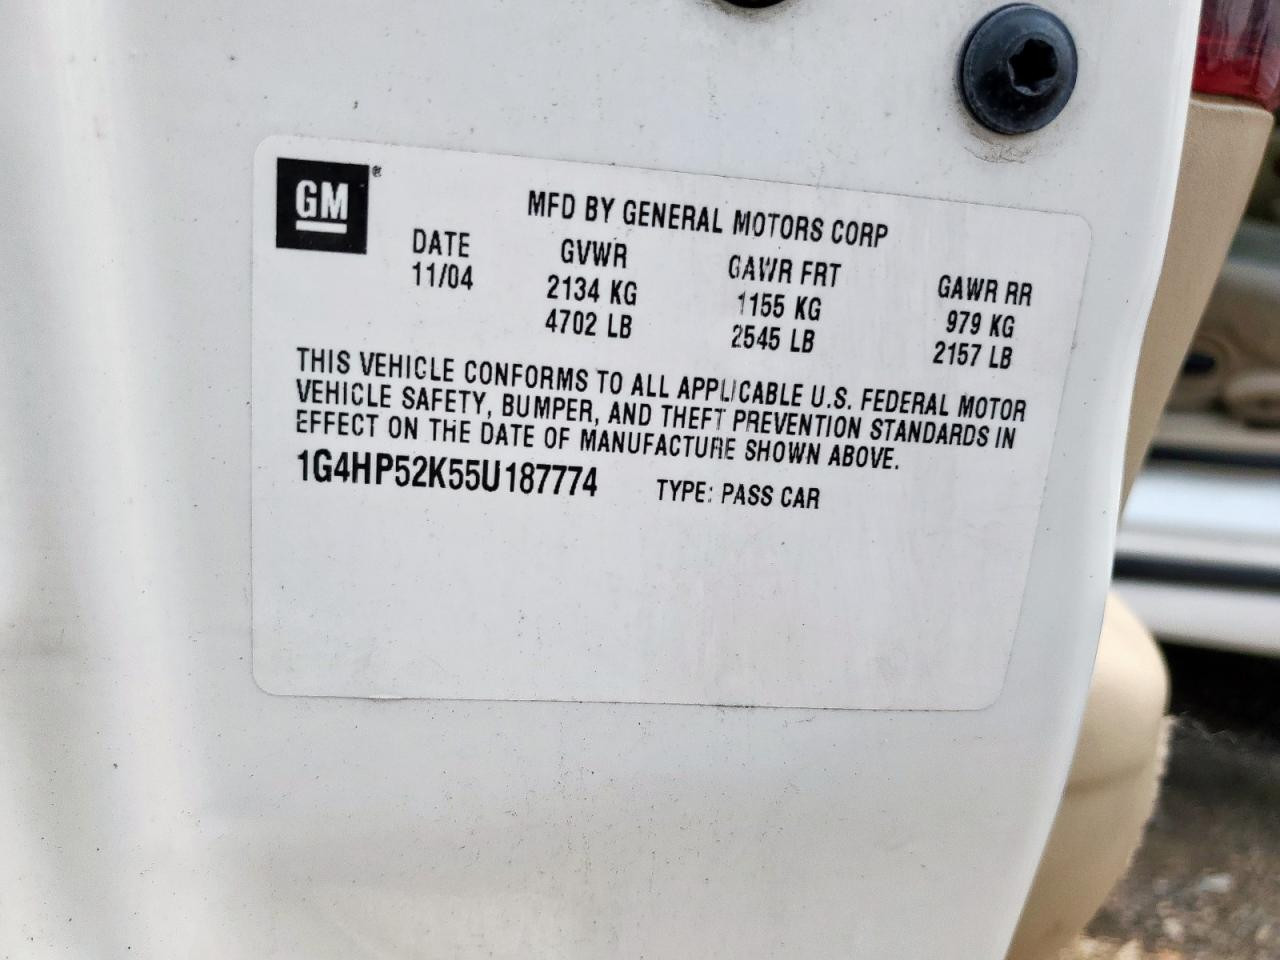 GM®
MFD BY GENERAL MOTORS CORP
DATE GVWR GAWR FRT GAWR RR
11/04 2134 KG 1155 KG 979 KG
4702 LB 2545 LB 2157 LB
THIS VEHICLE CONFORMS TO ALL APPLICABLE U.S. FEDERAL MOTOR
VEHICLE SAFETY, BUMPER, AND THEFT PREVENTION STANDARDS IN
EFFECT ON THE DATE OF MANUFACTURE SHOWN ABOVE.
1G4HP52K55U187774 TYPE: PASS CAR